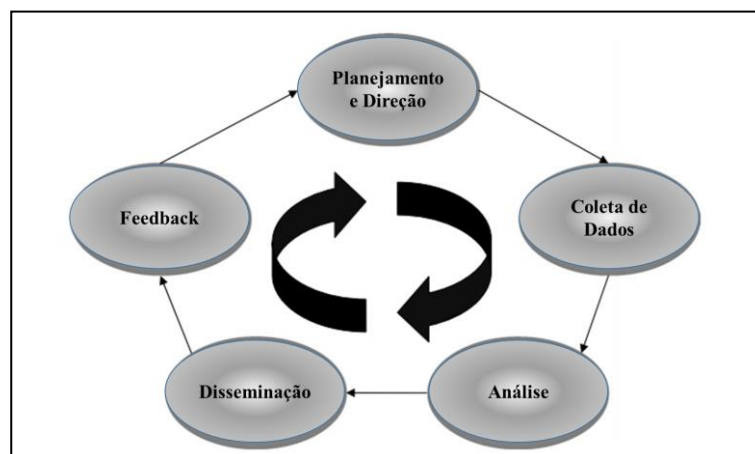 Planejamento
e Direção
Feedback
Coleta de
Dados
Disseminação
Análise